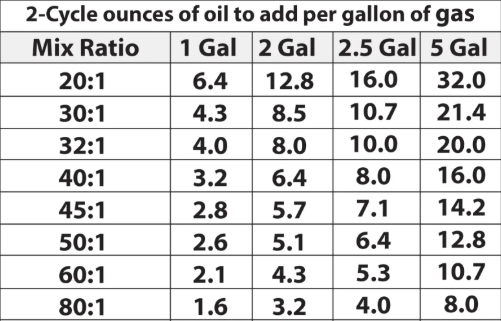 2-Cycle ounces of oil to add per gallon of gas
Mix Ratio 1 Gal 2 Gal 2.5 Gal 5 Gal
20:1 6.4 12.8 16.0 32.0
30:1 4.3 8.5 10.7 21.4
32:1 4.0 8.0 10.0 20.0
40:1 3.2 6.4 8.0 16.0
45:1 2.8 5.7 7.1 14.2
50:1 2.6 5.1 6.4 12.8
60:1 2.1 4.3 5.3 10.7
80:1 1.6 3.2 4.0 8.0